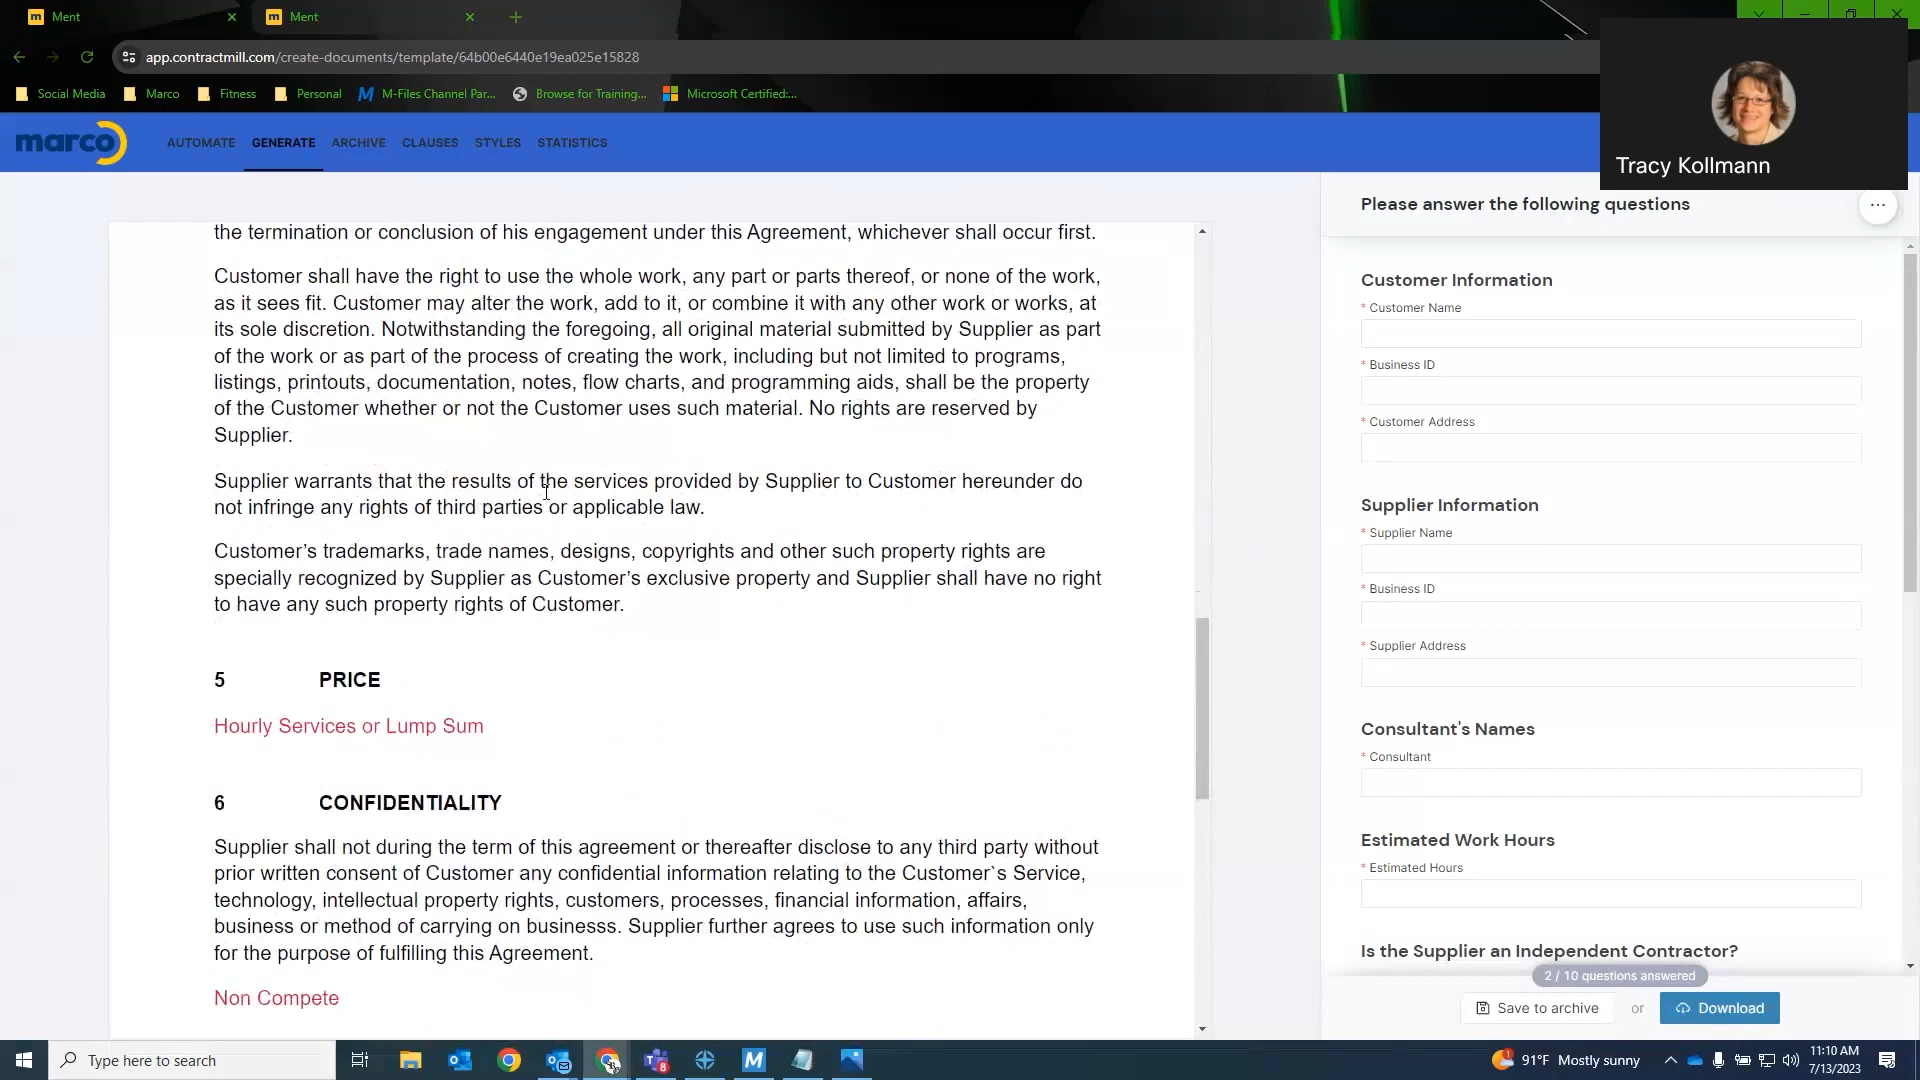 m Ment
m Ment
app.contractmill.com/create-documents/template/64b00e6440e19ea025e15828
Social Media Marco Fitness Personal M-Files Channel Par... Browse for Training,... Microsoft Certified:...
marco AUTOMATE GENERATE ARCHIVE CLAUSES STYLES STATISTICS
Tracy Kollmann
the termination or conclusion of his engagement under this Agreement, whichever shall occur first.
Customer shall have the right to use the whole work, any part or parts thereof, or none of the work,
as it sees fit. Customer may alter the work, add to it, or combine it with any other work or works, at
its sole discretion. Notwithstanding the foregoing, all original material submitted by Supplier as part
of the work or as part of the process of creating the work, including but not limited to programs,
listings, printouts, documentation, notes, flow charts, and programming aids, shall be the property
of the Customer whether or not the Customer uses such material. No rights are reserved by
Supplier.
Supplier warrants that the results of the services provided by Supplier to Customer hereunder do
not infringe any rights of third parties or applicable law.
Customer’s trademarks, trade names, designs, copyrights and other such property rights are
specially recognized by Supplier as Customer’s exclusive property and Supplier shall have no right
to have any such property rights of Customer.
5 PRICE
Hourly Services or Lump Sum
6 CONFIDENTIALITY
Supplier shall not during the term of this agreement or thereafter disclose to any third party without
prior written consent of Customer any confidential information relating to the Customer`s Service,
technology, intellectual property rights, customers, processes, financial information, affairs,
business or method of carrying on businesss. Supplier further agrees to use such information only
for the purpose of fulfilling this Agreement.
Non Compete
Please answer the following questions
Customer Information
* Customer Name
* Business ID
* Customer Address
Supplier Information
* Supplier Name
* Business ID
* Supplier Address
Consultant's Names
* Consultant
Estimated Work Hours
* Estimated Hours
Is the Supplier an Independent Contractor?
2 / 10 questions answered
Save to archive or Download
Type here to search
91°F Mostly sunny
11:10 AM
7/13/2023